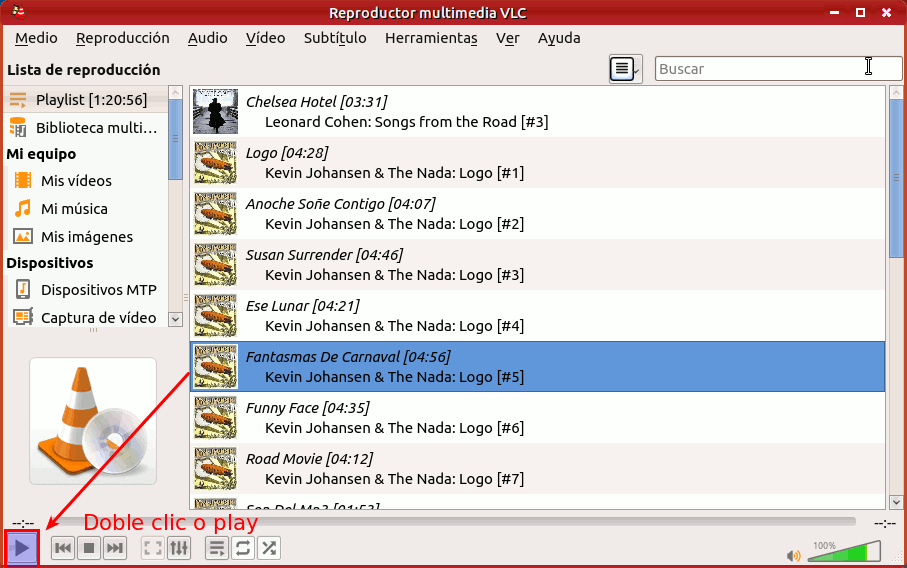 Reproductor multimedia VLC
Medio Reproducción Audio Vídeo Subtítulo Herramientas Ver Ayuda
Lista de reproducción
Buscar
Playlist [1:20:56]
Biblioteca multi...
Mi equipo
Mis vídeos
Mi música
Mis imágenes
Dispositivos
Dispositivos MTP
Captura de vídeo
Chelsea Hotel [03:31]
Leonard Cohen: Songs from the Road [#3]
Logo [04:28]
Kevin Johansen & The Nada: Logo [#1]
Anoche Soñe Contigo [04:07]
Kevin Johansen & The Nada: Logo [#2]
Susan Surrender [04:46]
Kevin Johansen & The Nada: Logo [#3]
Ese Lunar [04:21]
Kevin Johansen & The Nada: Logo [#4]
Fantasmas De Carnaval [04:56]
Kevin Johansen & The Nada: Logo [#5]
Funny Face [04:35]
Kevin Johansen & The Nada: Logo [#6]
Road Movie [04:12]
Kevin Johansen & The Nada: Logo [#7]
--:-- --:--
Doble clic o play
100%